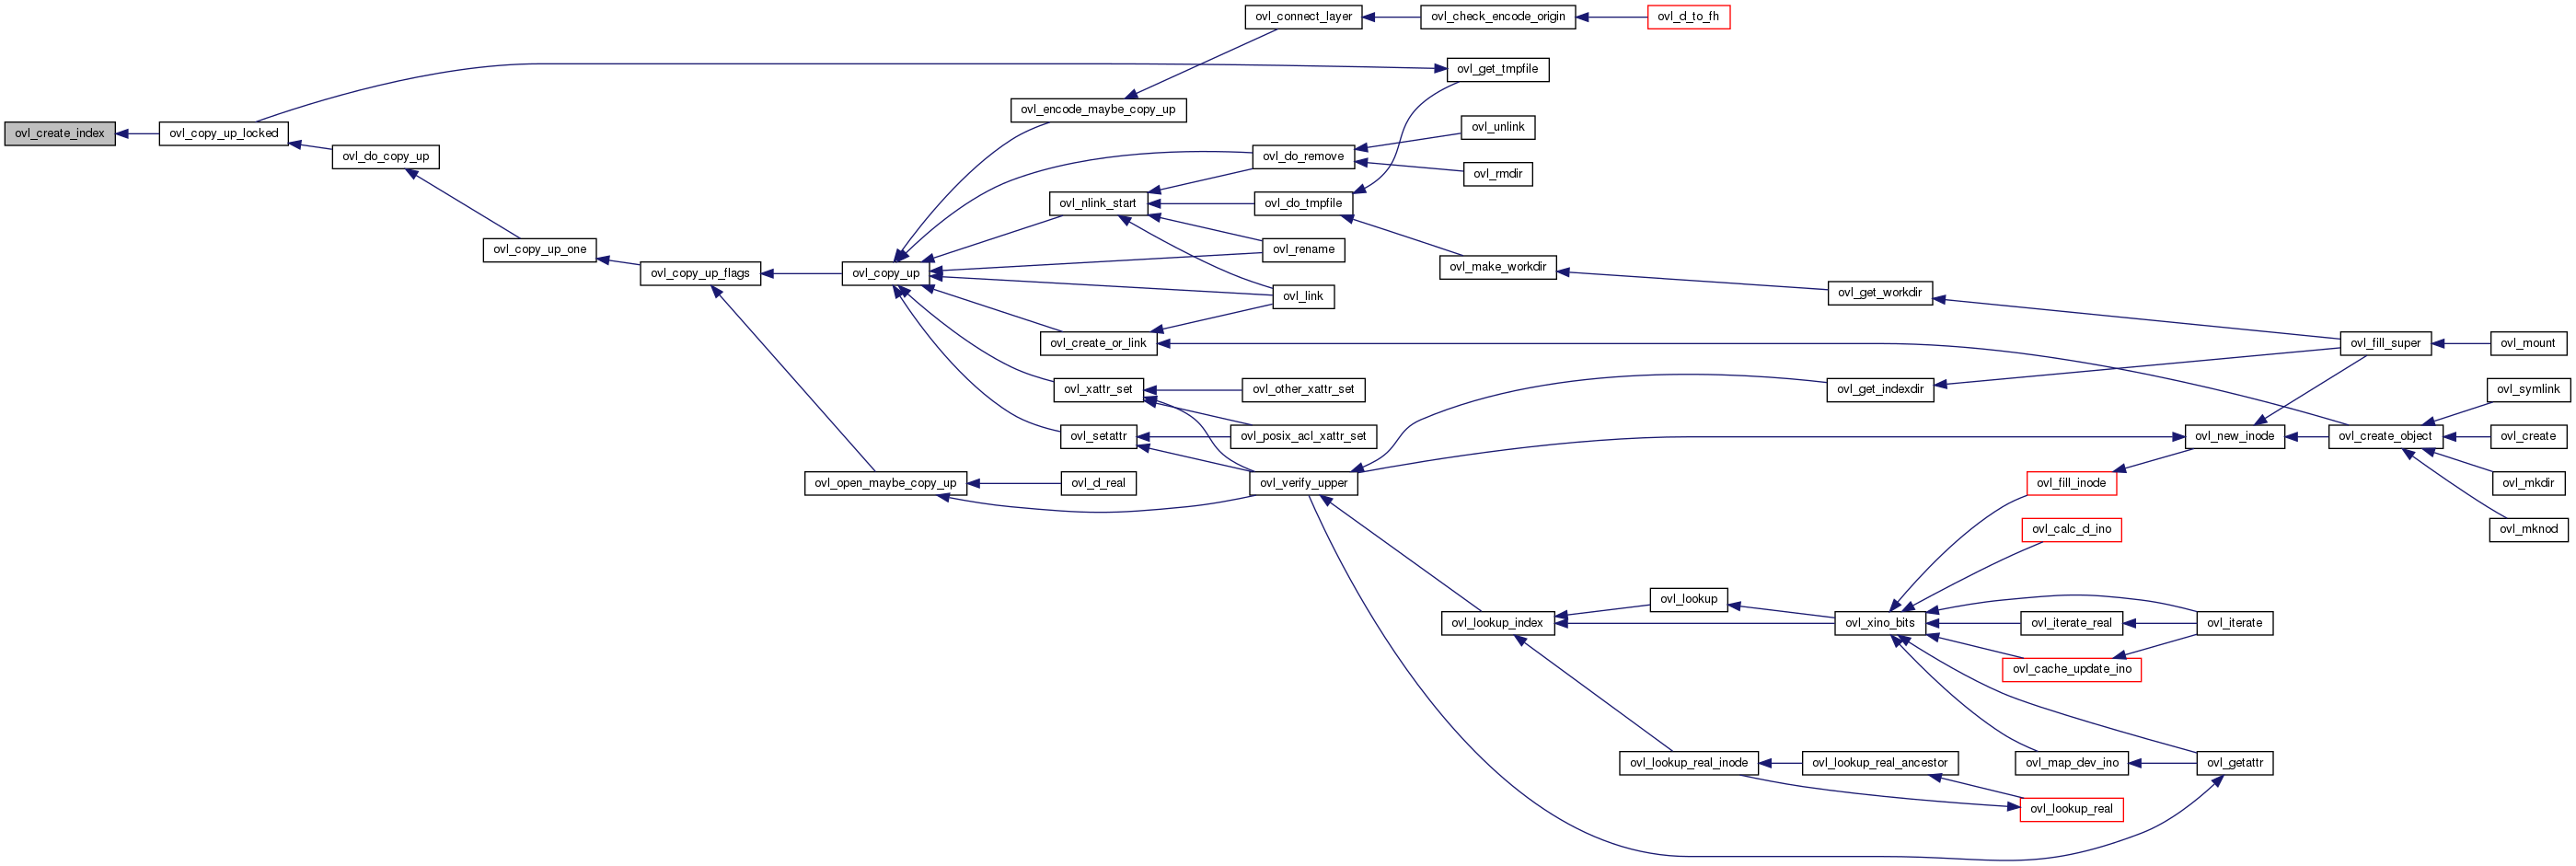 ovl_connect_layer
ovl_check_encode_origin
ovl_d_to_fh
ovl_get_tmpfile
ovl_encode_maybe_copy_up
ovl_create_index
ovl_copy_up_locked
ovl_unlink
ovl_do_copy_up
ovl_do_remove
ovl_rmdir
ovl_nlink_start
ovl_do_tmpfile
ovl_copy_up_one
ovl_rename
ovl_copy_up_flags
ovl_copy_up
ovl_make_workdir
ovl_link
ovl_get_workdir
ovl_create_or_link
ovl_fill_super
ovl_mount
ovl_xattr_set
ovl_other_xattr_set
ovl_get_indexdir
ovl_symlink
ovl_setattr
ovl_posix_acl_xattr_set
ovl_new_inode
ovl_create_object
ovl_create
ovl_open_maybe_copy_up
ovl_d_real
ovl_verify_upper
ovl_fill_inode
ovl_mkdir
ovl_calc_d_ino
ovl_mknod
ovl_lookup
ovl_lookup_index
ovl_xino_bits
ovl_iterate_real
ovl_iterate
ovl_cache_update_ino
ovl_lookup_real_inode
ovl_lookup_real_ancestor
ovl_map_dev_ino
ovl_getattr
ovl_lookup_real